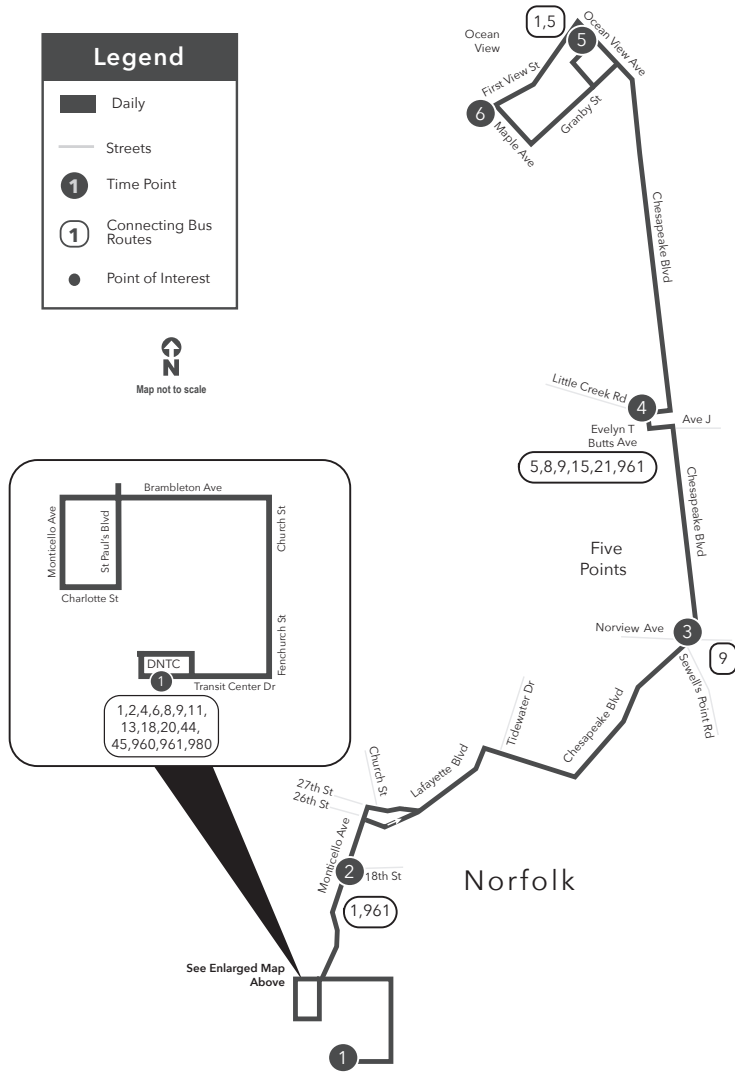 Legend
Daily
Streets
1
Time Point
1
Connecting Bus
Routes
Point of Interest
N
Map not to scale
1,5
Ocean
View
5
Ocean View Ave
First View St
6
Maple Ave
Granby St
Chesapeake Blvd
Little Creek Rd
4
Ave J
Evelyn T
Butts Ave
5,8,9,15,21,961
Chesapeake Blvd
Five
Points
Norview Ave
3
9
Sewell's Point Rd
Chesapeake Blvd
Tidewater Dr
Lafayette Blvd
Church St
27th St
26th St
Monticello Ave
2
18th St
1,961
Norfolk
Brambleton Ave
Monticello Ave
St Paul's Blvd
Church St
Charlotte St
Fenchurch St
DNTC
1
Transit Center Dr
1,2,4,6,8,9,11,
13,18,20,44,
45,960,961,980
See Enlarged Map
Above
1